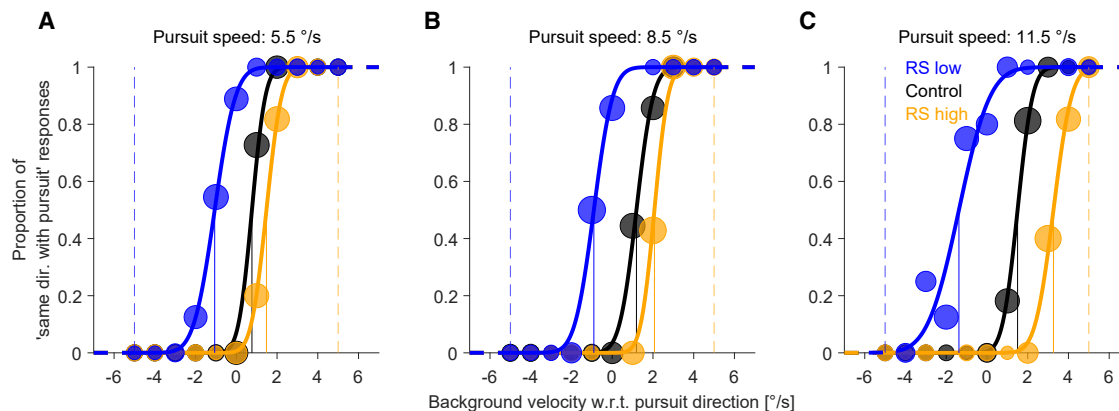 A
B
C
Pursuit speed: 5.5 °/s
Pursuit speed: 8.5 °/s
Pursuit speed: 11.5 °/s
RS low
Control
RS high
Proportion of
'same dir. with pursuit' responses
1
0.8
0.6
0.4
0.2
0
-6 -4 -2 0 2 4 6
1
0.8
0.6
0.4
0.2
0
-6 -4 -2 0 2 4 6
1
0.8
0.6
0.4
0.2
0
-6 -4 -2 0 2 4 6
Background velocity w.r.t. pursuit direction [°/s]